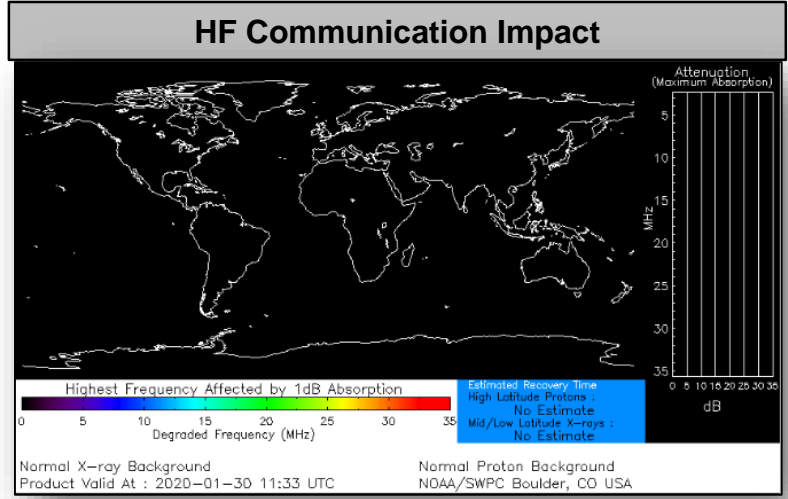 HF Communication Impact
Attenuation
(Maximum Absorption)
5
10
15
20
25
30
35
MHz
0 5 10 15 20 25 30 35
dB
Highest Frequency Affected by 1dB Absorption
0 5 10 15 20 25 30 35
Degraded Frequency (MHz)
Estimated Recovery Time
High Latitude Protons :
No Estimate
Mid/Low Latitude X-rays :
No Estimate
Normal X-ray Background
Product Valid At : 2020-01-30 11:33 UTC
Normal Proton Background
NOAA/SWPC Boulder, CO USA